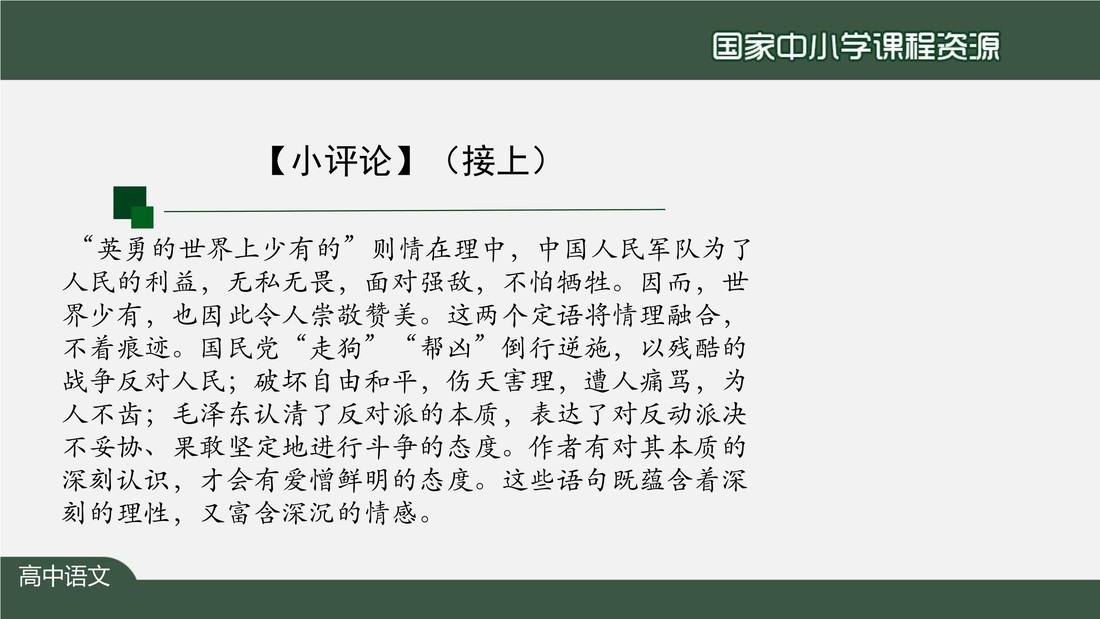 国家中小学课程资源
【小评论】（接上）
“英勇的世界上少有的”则情在理中，中国人民军队为了
人民的利益，无私无畏，面对强敌，不怕牺牲。因而，世
界少有，也因此令人崇敬赞美。这两个定语将情理融合，
不着痕迹。国民党“走狗”“帮凶”倒行逆施，以残酷的
战争反对人民；破坏自由和平，伤天害理，遭人痛骂，为
人不齿；毛泽东认清了反对派的本质，表达了对反动派决
不妥协、果敢坚定地进行斗争的态度。作者有对其本质的
深刻认识，才会有爱憎鲜明的态度。这些语句既蕴含着深
刻的理性，又富含深沉的情感。
高中语文